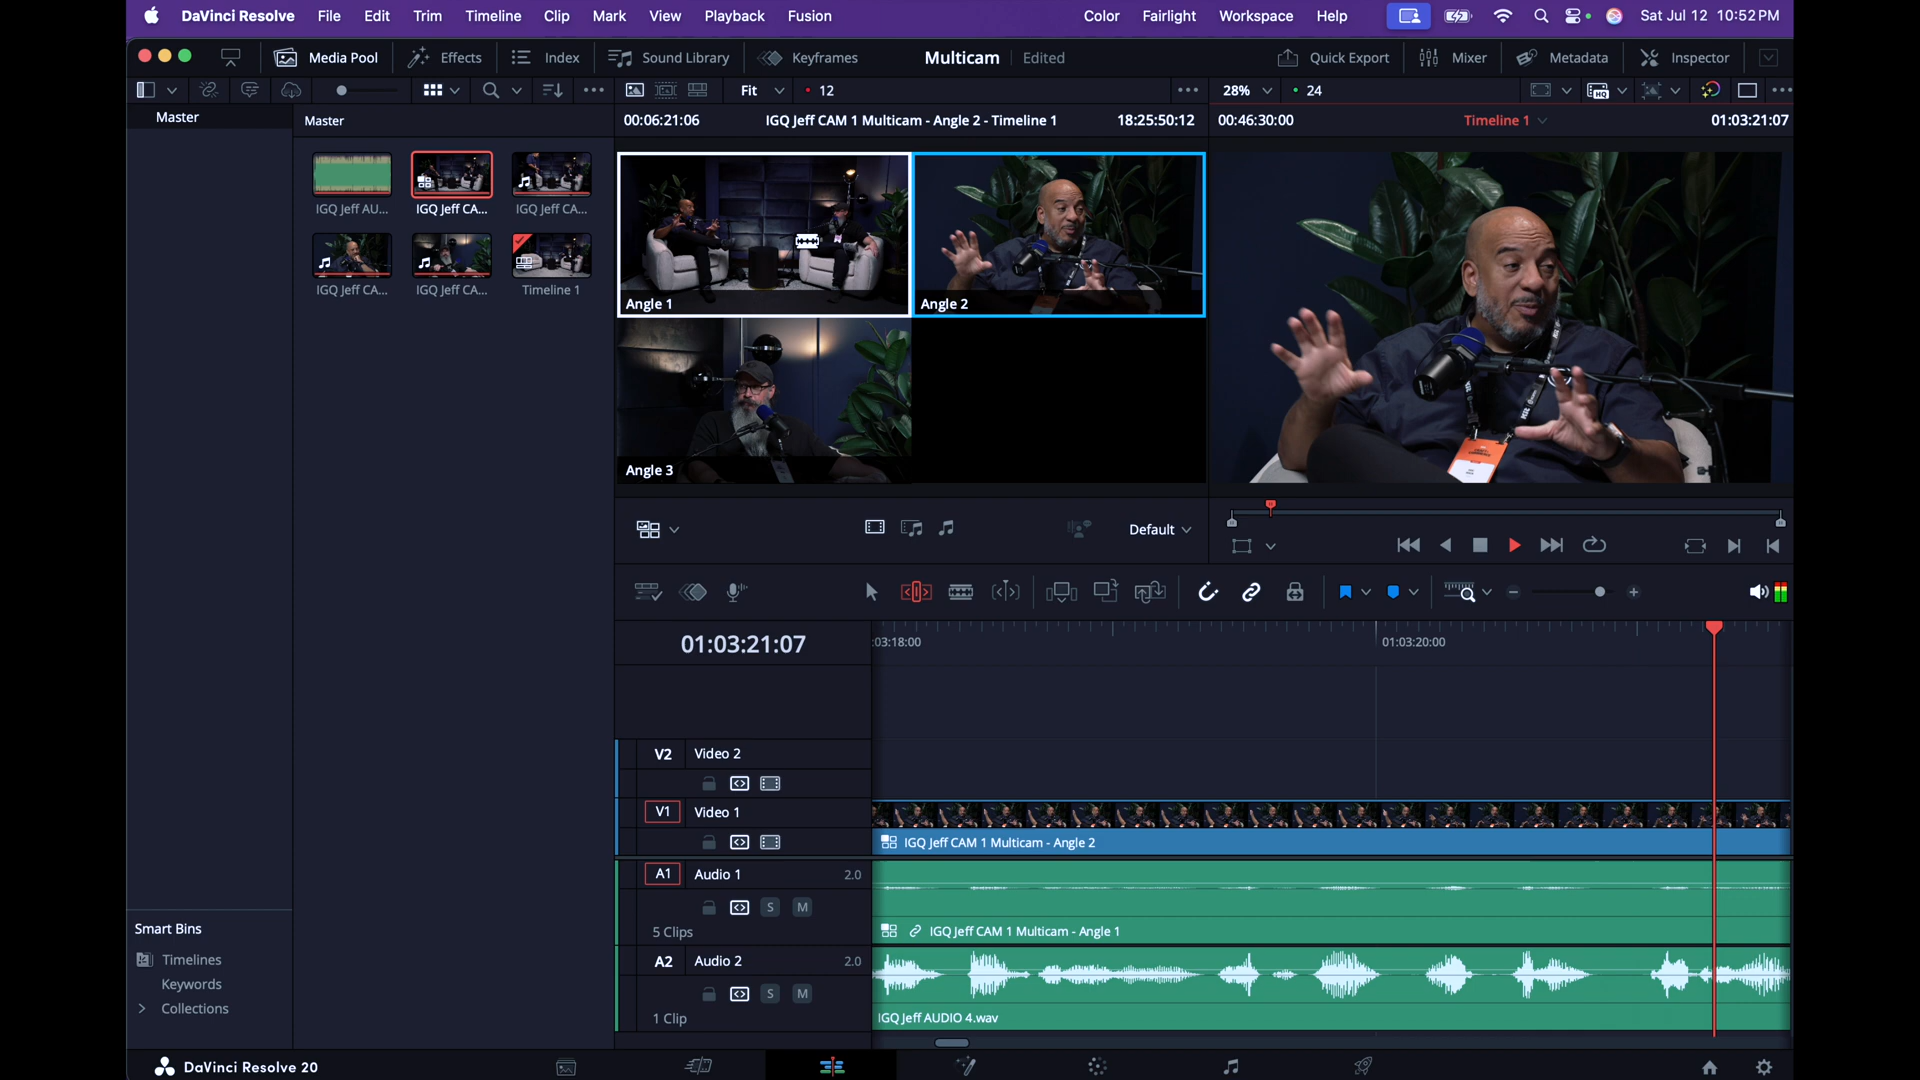 DaVinci Resolve File Edit Trim Timeline Clip Mark View Playback Fusion Color Fairlight Workspace Help Sat Jul 12 10:52 PM
Media Pool Effects Index Sound Library Keyframes Multicam Edited Quick Export Mixer Metadata Inspector
Fit 12 28% 24
Master Master 00:06:21:06 IGQ Jeff CAM 1 Multicam - Angle 2 - Timeline 1 18:25:50:12 00:46:30:00 Timeline 1 01:03:21:07
IGQ Jeff AU... IGQ Jeff CA... IGQ Jeff CA...
IGQ Jeff CA... IGQ Jeff CA... Timeline 1
Angle 1 Angle 2
Angle 3
Default
01:03:21:07 :03:18:00 01:03:20:00
V2 Video 2
V1 Video 1
IGQ Jeff CAM 1 Multicam - Angle 2
A1 Audio 1 2.0
S M
5 Clips IGQ Jeff CAM 1 Multicam - Angle 1
A2 Audio 2 2.0
S M
1 Clip IGQ Jeff AUDIO 4.wav
Smart Bins
Timelines
Keywords
Collections
DaVinci Resolve 20